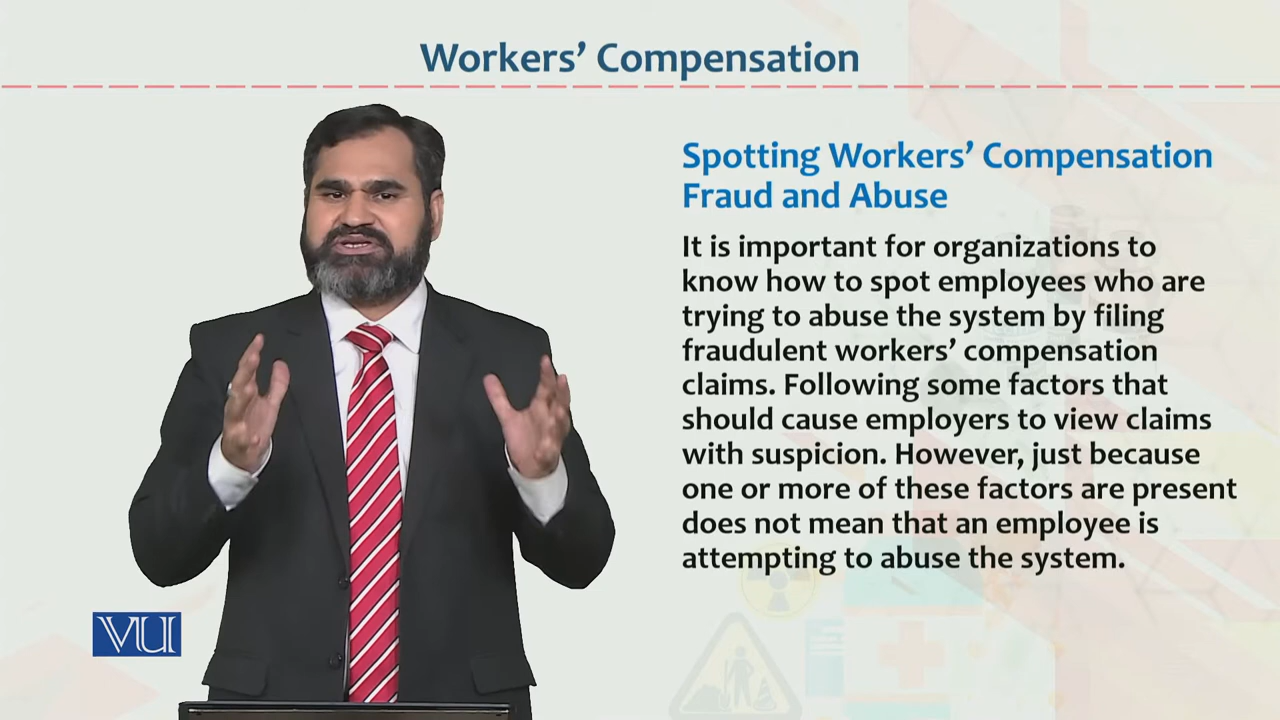 Workers’ Compensation
Spotting Workers’ Compensation
Fraud and Abuse
It is important for organizations to
know how to spot employees who are
trying to abuse the system by filing
fraudulent workers’ compensation
claims. Following some factors that
should cause employers to view claims
with suspicion. However, just because
one or more of these factors are present
does not mean that an employee is
attempting to abuse the system.
VU